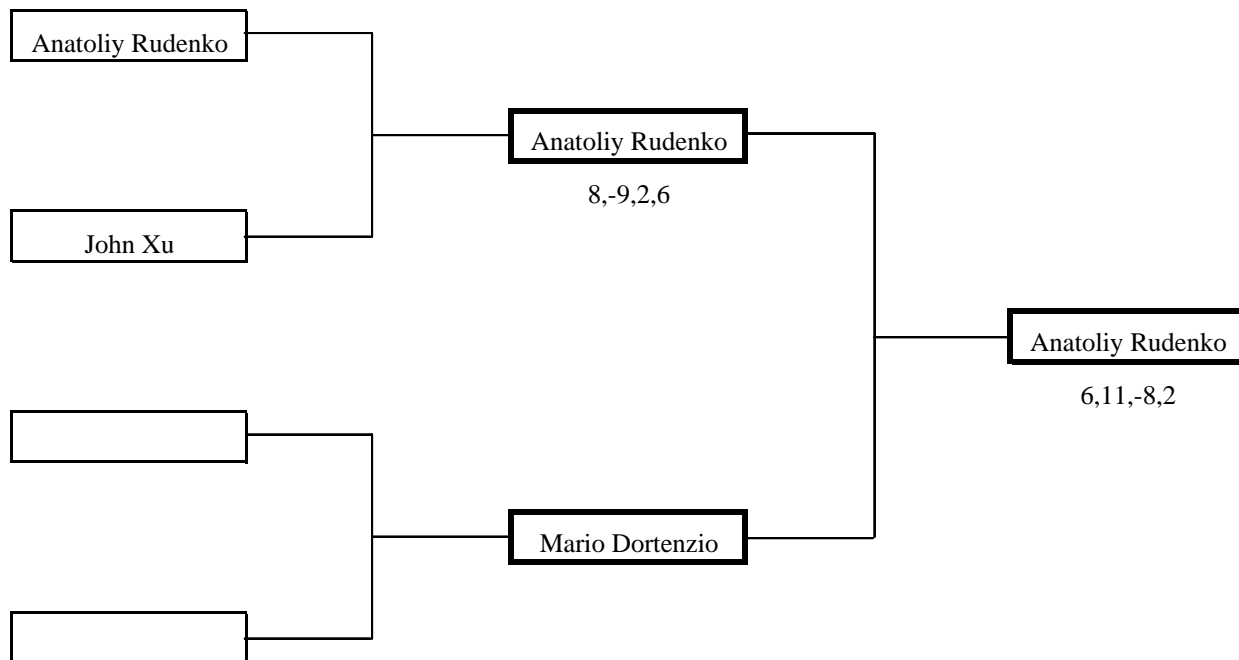 Anatoliy Rudenko
Anatoliy Rudenko
8,-9,2,6
John Xu
Anatoliy Rudenko
6,11,-8,2
Mario Dortenzio